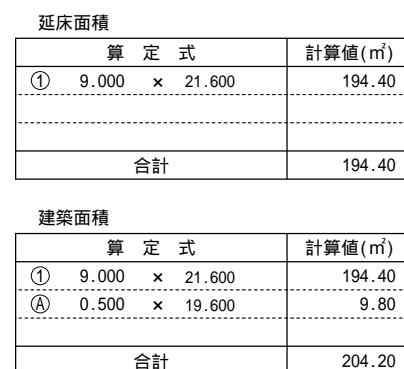 延床面積
算 定 式 計算値(㎡)
① 9.000 × 21.600 194.40
合計 194.40
建築面積
算 定 式 計算値(㎡)
① 9.000 × 21.600 194.40
Ⓐ 0.500 × 19.600 9.80
合計 204.20